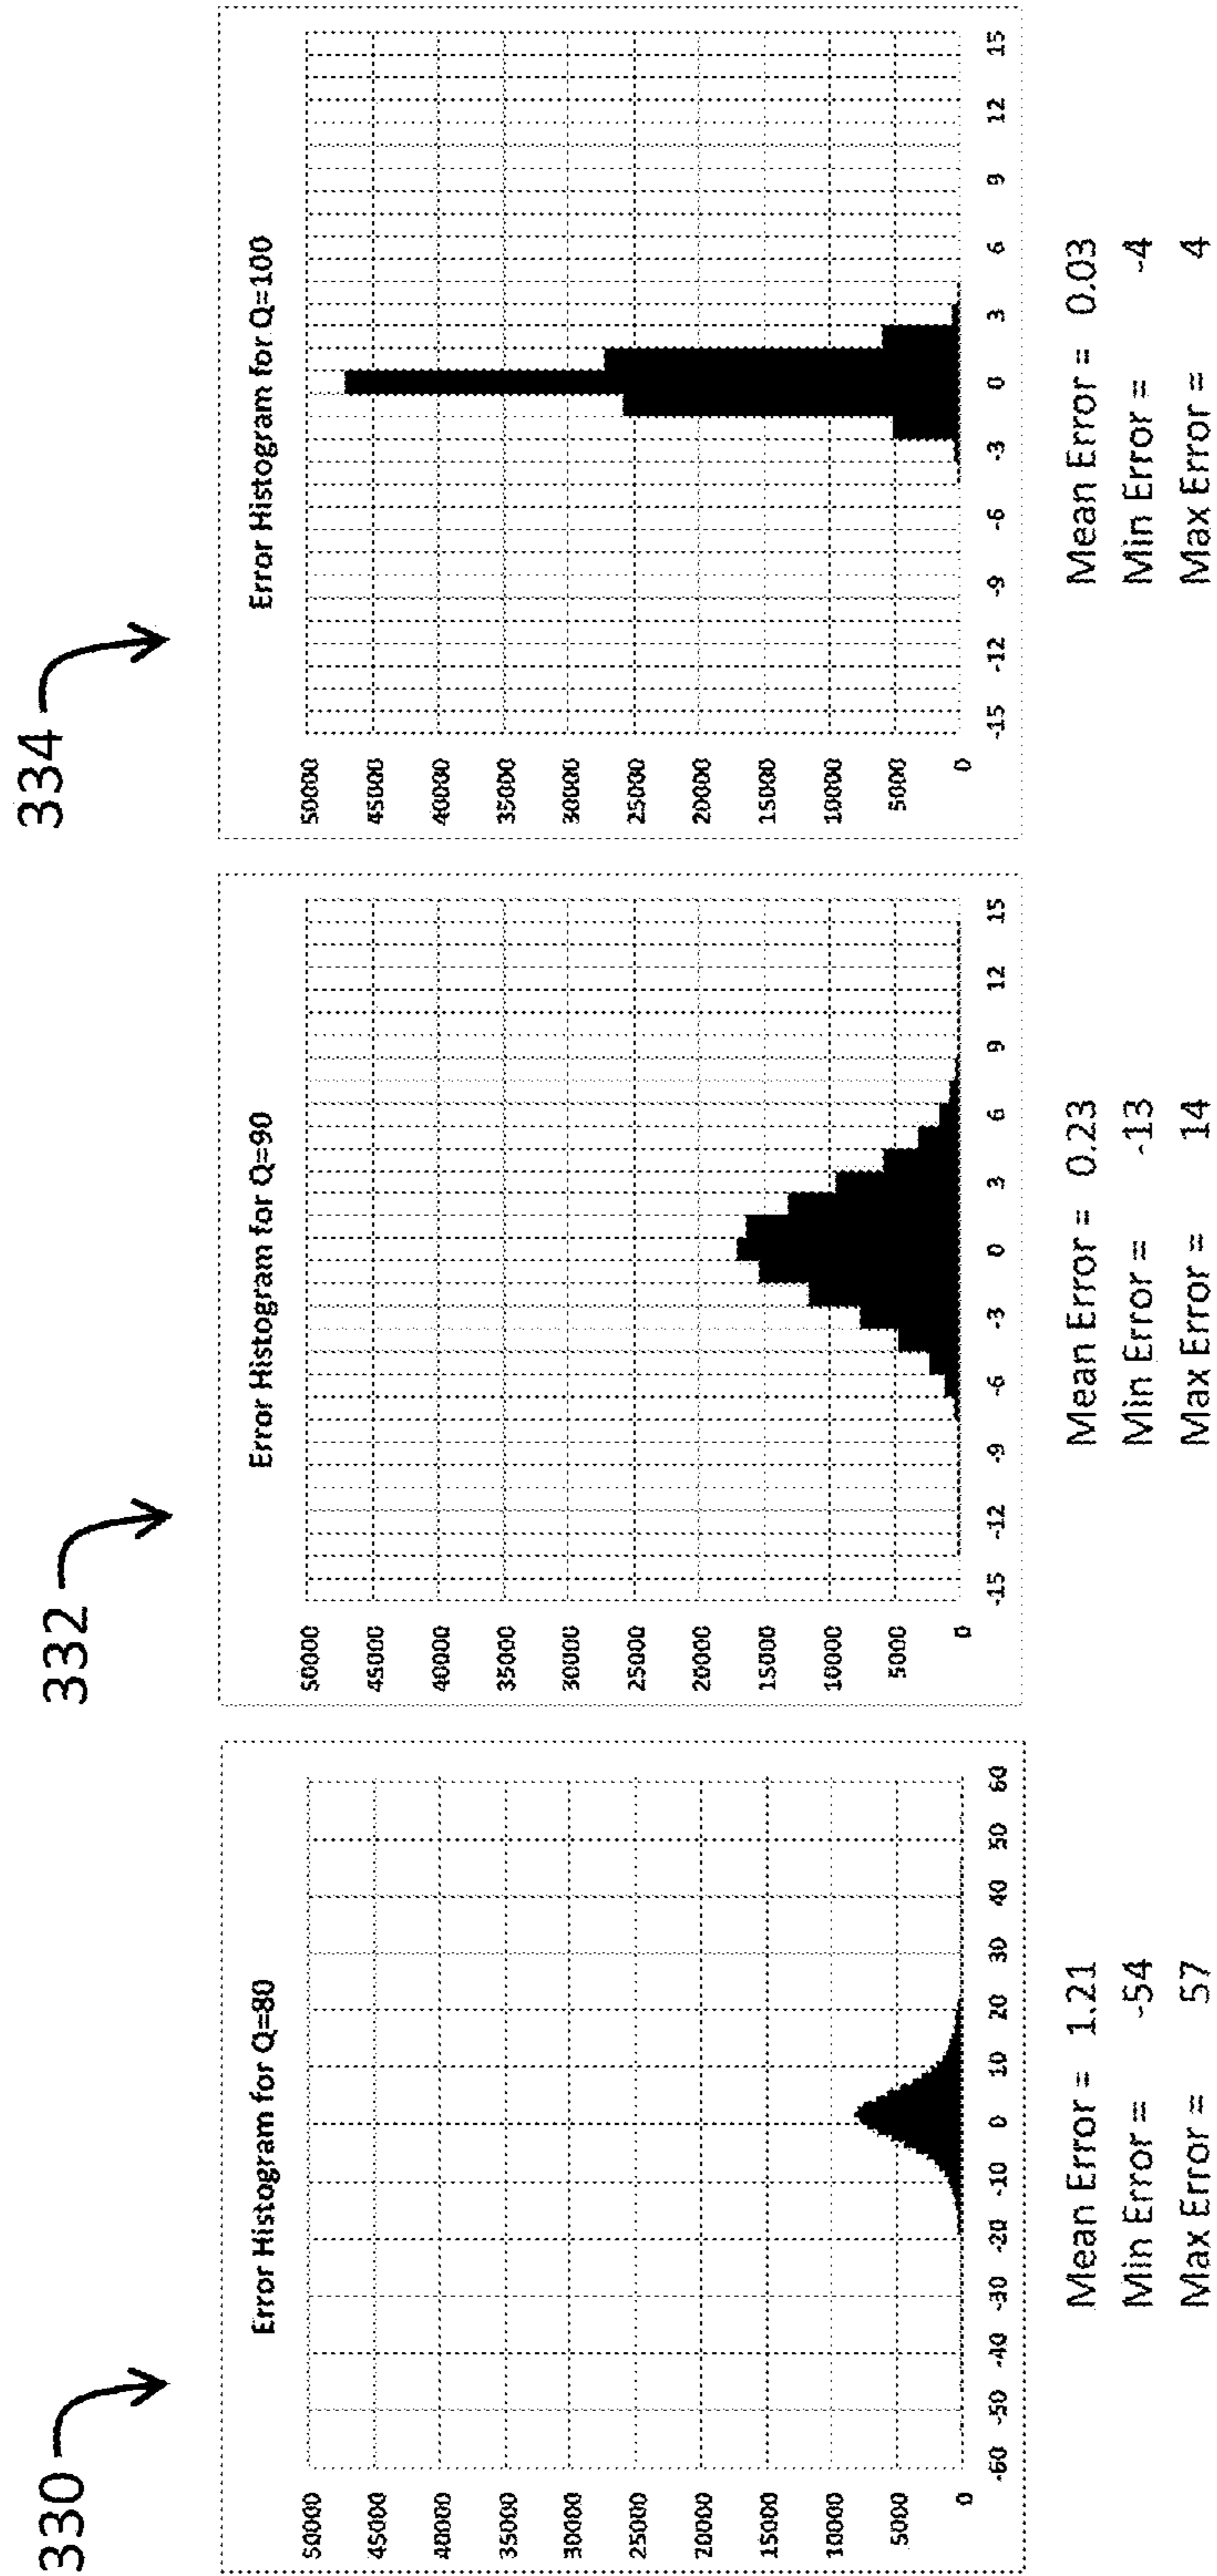 330
Error Histogram for Q=80
50000
45000
40000
35000
30000
25000
20000
15000
10000
5000
0
-60 -50 -40 -30 -20 -10 0 10 20 30 40 50 60
Mean Error = 1.21
Min Error = -54
Max Error = 57
332
Error Histogram for Q=90
50000
45000
40000
35000
30000
25000
20000
15000
10000
5000
0
-15 -12 -9 -6 -3 0 3 6 9 12 15
Mean Error = 0.23
Min Error = -13
Max Error = 14
334
Error Histogram for Q=100
50000
45000
40000
35000
30000
25000
20000
15000
10000
5000
0
-15 -12 -9 -6 -3 0 3 6 9 12 15
Mean Error = 0.03
Min Error = -4
Max Error = 4